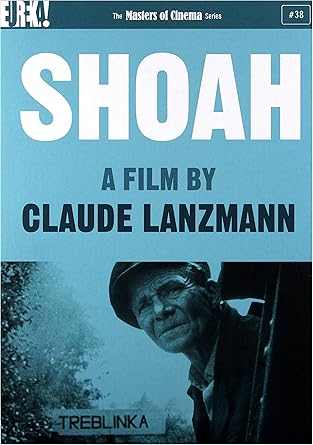 EUREKA!
The Masters of Cinema Series
#38
SHOAH
A FILM BY
CLAUDE LANZMANN
TREBLINKA